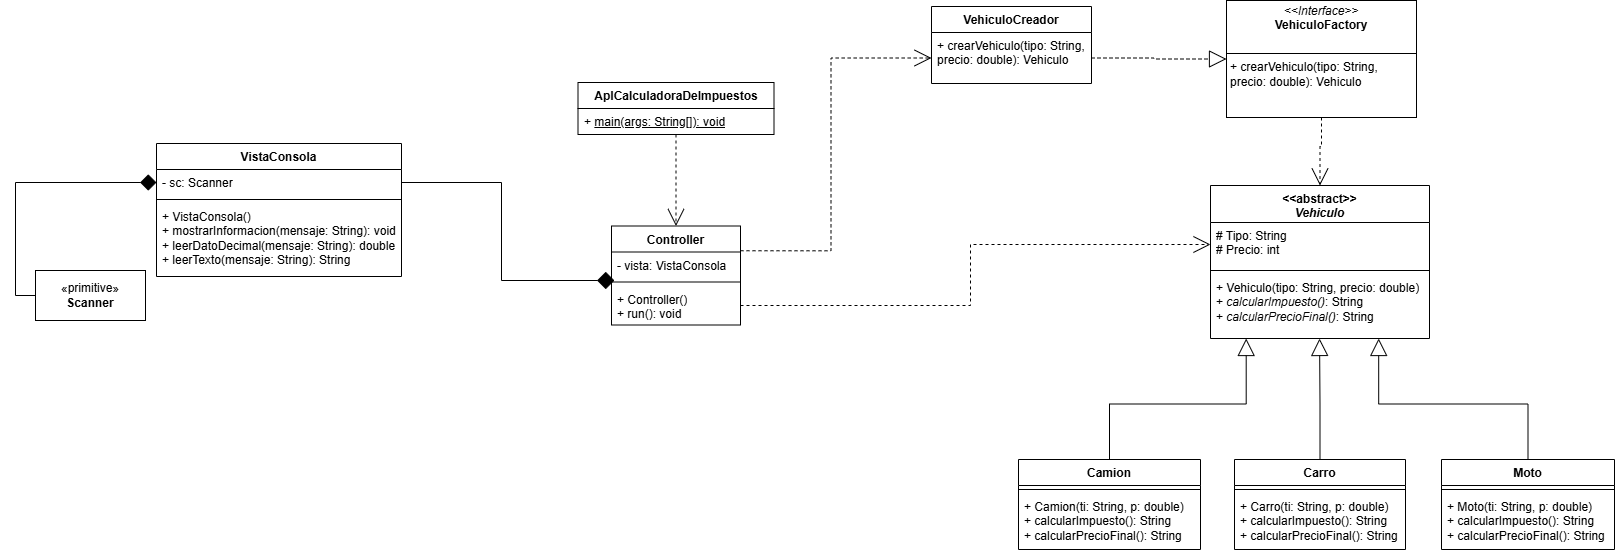 VistaConsola
- sc: Scanner
+ VistaConsola()
+ mostrarInformacion(mensaje: String): void
+ leerDatoDecimal(mensaje: String): double
+ leerTexto(mensaje: String): String
«primitive»
Scanner
AplCalculadoraDeImpuestos
+ main(args: String[]): void
Controller
- vista: VistaConsola
+ Controller()
+ run(): void
VehiculoCreador
+ crearVehiculo(tipo: String,
precio: double): Vehiculo
<<Interface>>
VehiculoFactory
+ crearVehiculo(tipo: String,
precio: double): Vehiculo
<<abstract>>
Vehiculo
# Tipo: String
# Precio: int
+ Vehiculo(tipo: String, precio: double)
+ calcularImpuesto(): String
+ calcularPrecioFinal(): String
Camion
+ Camion(ti: String, p: double)
+ calcularImpuesto(): String
+ calcularPrecioFinal(): String
Carro
+ Carro(ti: String, p: double)
+ calcularImpuesto(): String
+ calcularPrecioFinal(): String
Moto
+ Moto(ti: String, p: double)
+ calcularImpuesto(): String
+ calcularPrecioFinal(): String